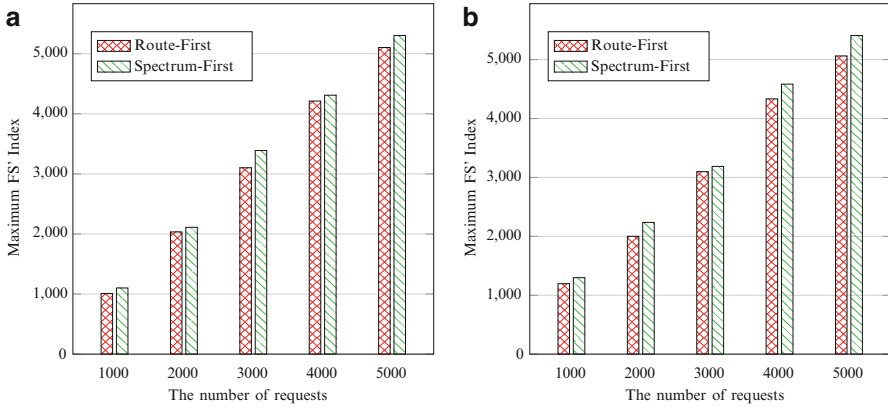 a
Route-First
Spectrum-First
5,000
4,000
3,000
2,000
1,000
0
Maximum FS' Index
1000 2000 3000 4000 5000
The number of requests
b
Route-First
Spectrum-First
5,000
4,000
3,000
2,000
1,000
0
Maximum FS' Index
1000 2000 3000 4000 5000
The number of requests